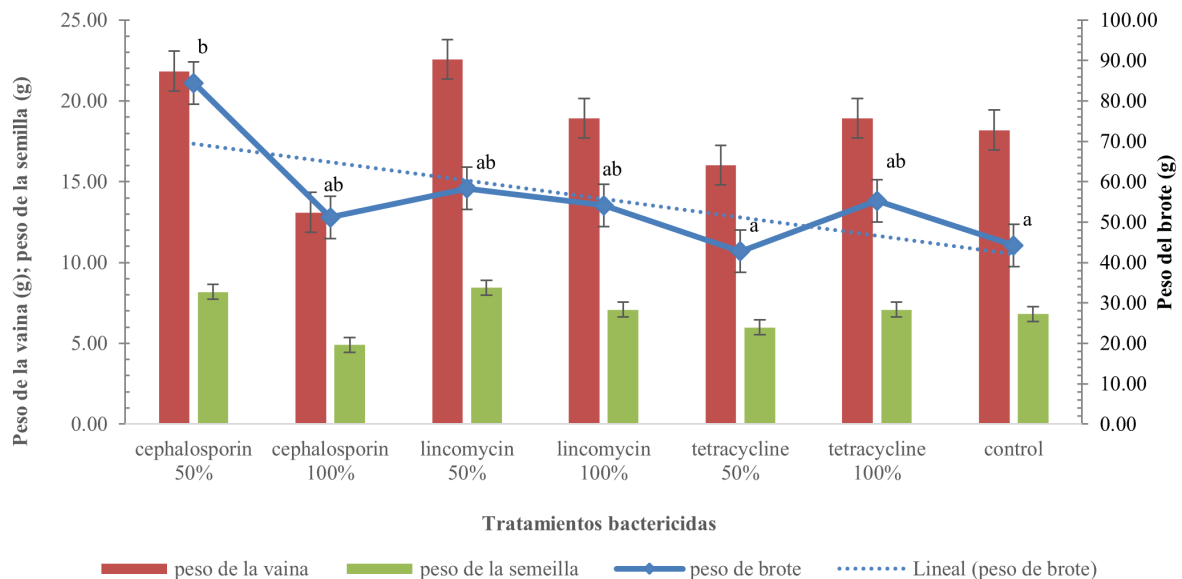 Peso de la vaina (g); peso de la semilla (g)
25.00
20.00
15.00
10.00
5.00
0.00
b
ab
ab
ab
a
ab
a
100.00
90.00
80.00
70.00
60.00
50.00
40.00
30.00
20.00
10.00
0.00
Peso del brote (g)
cephalosporin
50%
cephalosporin
100%
lincomycin
50%
lincomycin
100%
tetracycline
50%
tetracycline
100%
control
Tratamientos bactericidas
peso de la vaina
peso de la semeilla
peso de brote
Lineal (peso de brote)